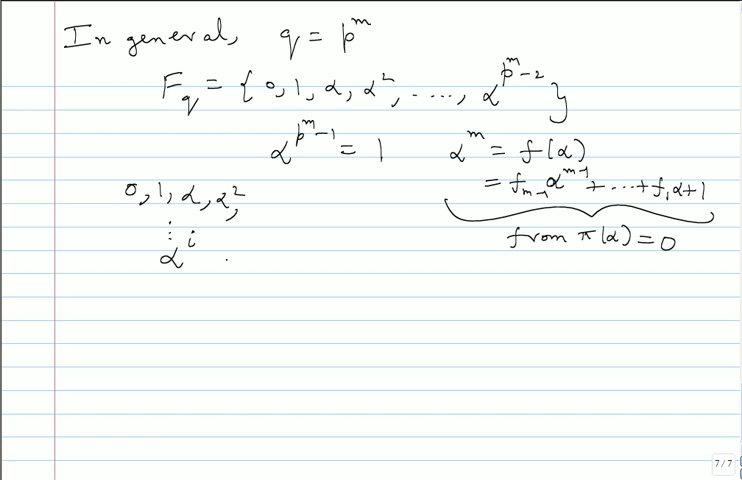 In general, q = p^m
F_q = { 0, 1, α, α^2, ...., α^{p^m-2} }
α^{p^m-1} = 1 α^m = f(α)
= f_{m-1}α^{m-1} + ... + f_1α + 1
from π(α) = 0
0, 1, α, α^2,
⋮
α^i
7 / 7